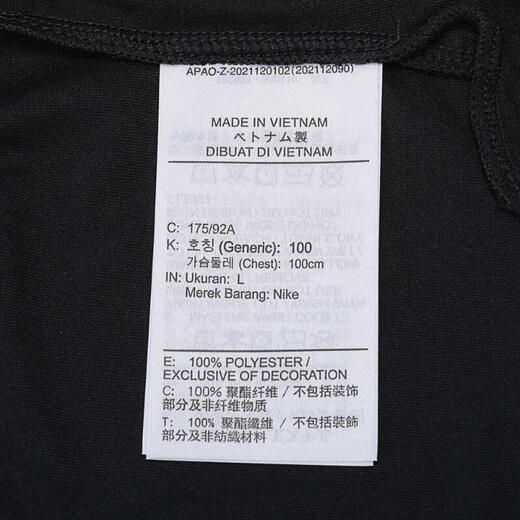 APAO-Z-2021120102 (202112090)
MADE IN VIETNAM
ベトナム製
DIBUAT DI VIETNAM
C: 175/92A
K: 호칭 (Generic): 100
가슴둘레 (Chest): 100cm
IN: Ukuran: L
Merek Barang: Nike
E: 100% POLYESTER /
EXCLUSIVE OF DECORATION
C: 100% 聚酯纤维 / 不包括装饰
部分及非纤维物质
T: 100% 聚酯纖維 / 不包括裝飾
部分及非紡織材料